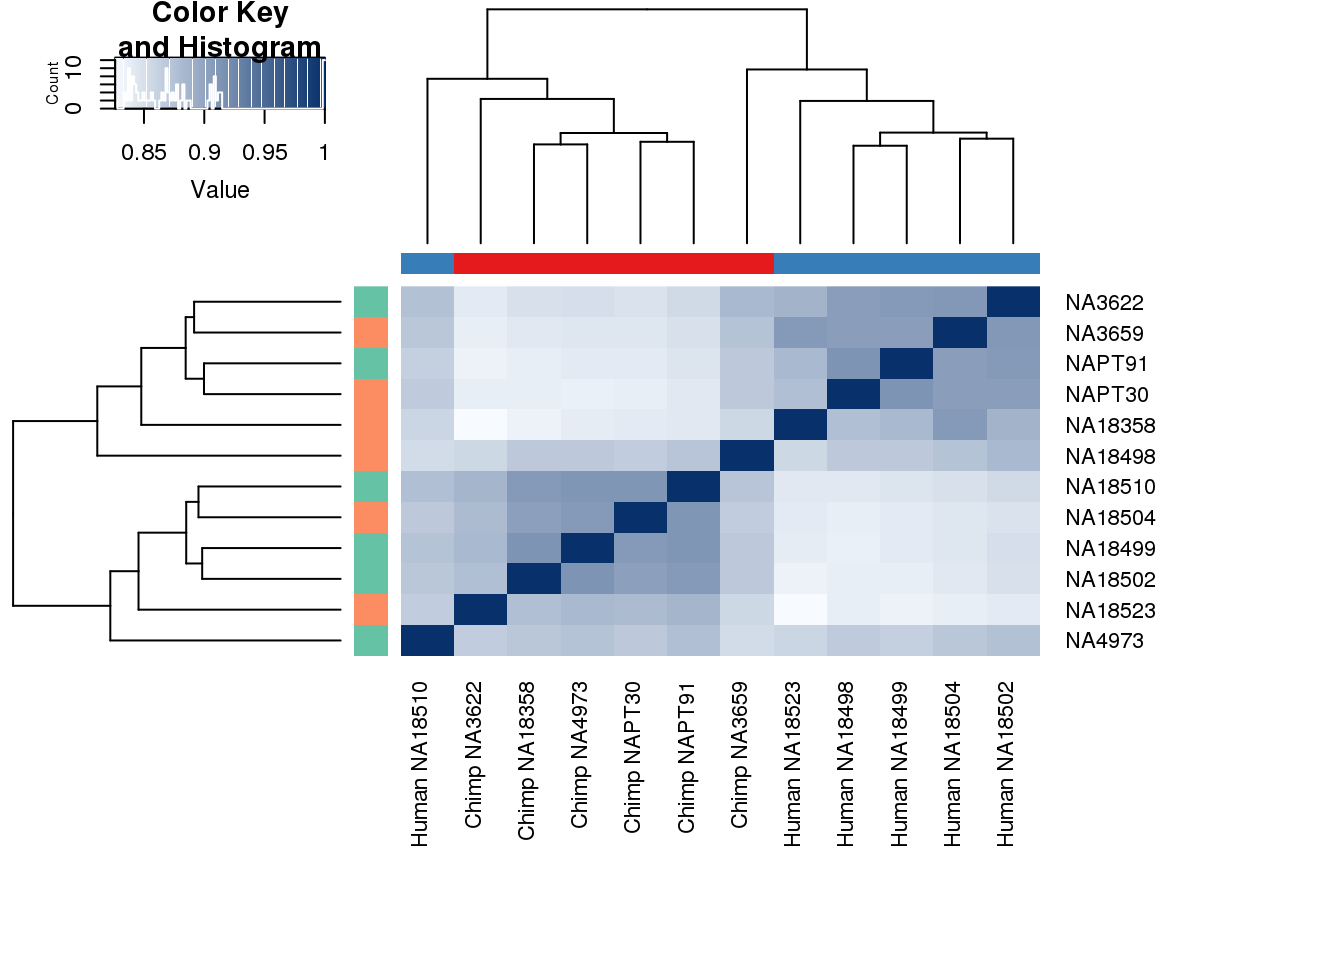 Color Key
and Histogram
Count
0 10
0.85 0.9 0.95 1
Value
NA3622
NA3659
NAPT91
NAPT30
NA18358
NA18498
NA18510
NA18504
NA18499
NA18502
NA18523
NA4973
Human NA18510
Chimp NA3622
Chimp NA18358
Chimp NA4973
Chimp NAPT30
Chimp NAPT91
Chimp NA3659
Human NA18523
Human NA18498
Human NA18499
Human NA18504
Human NA18502